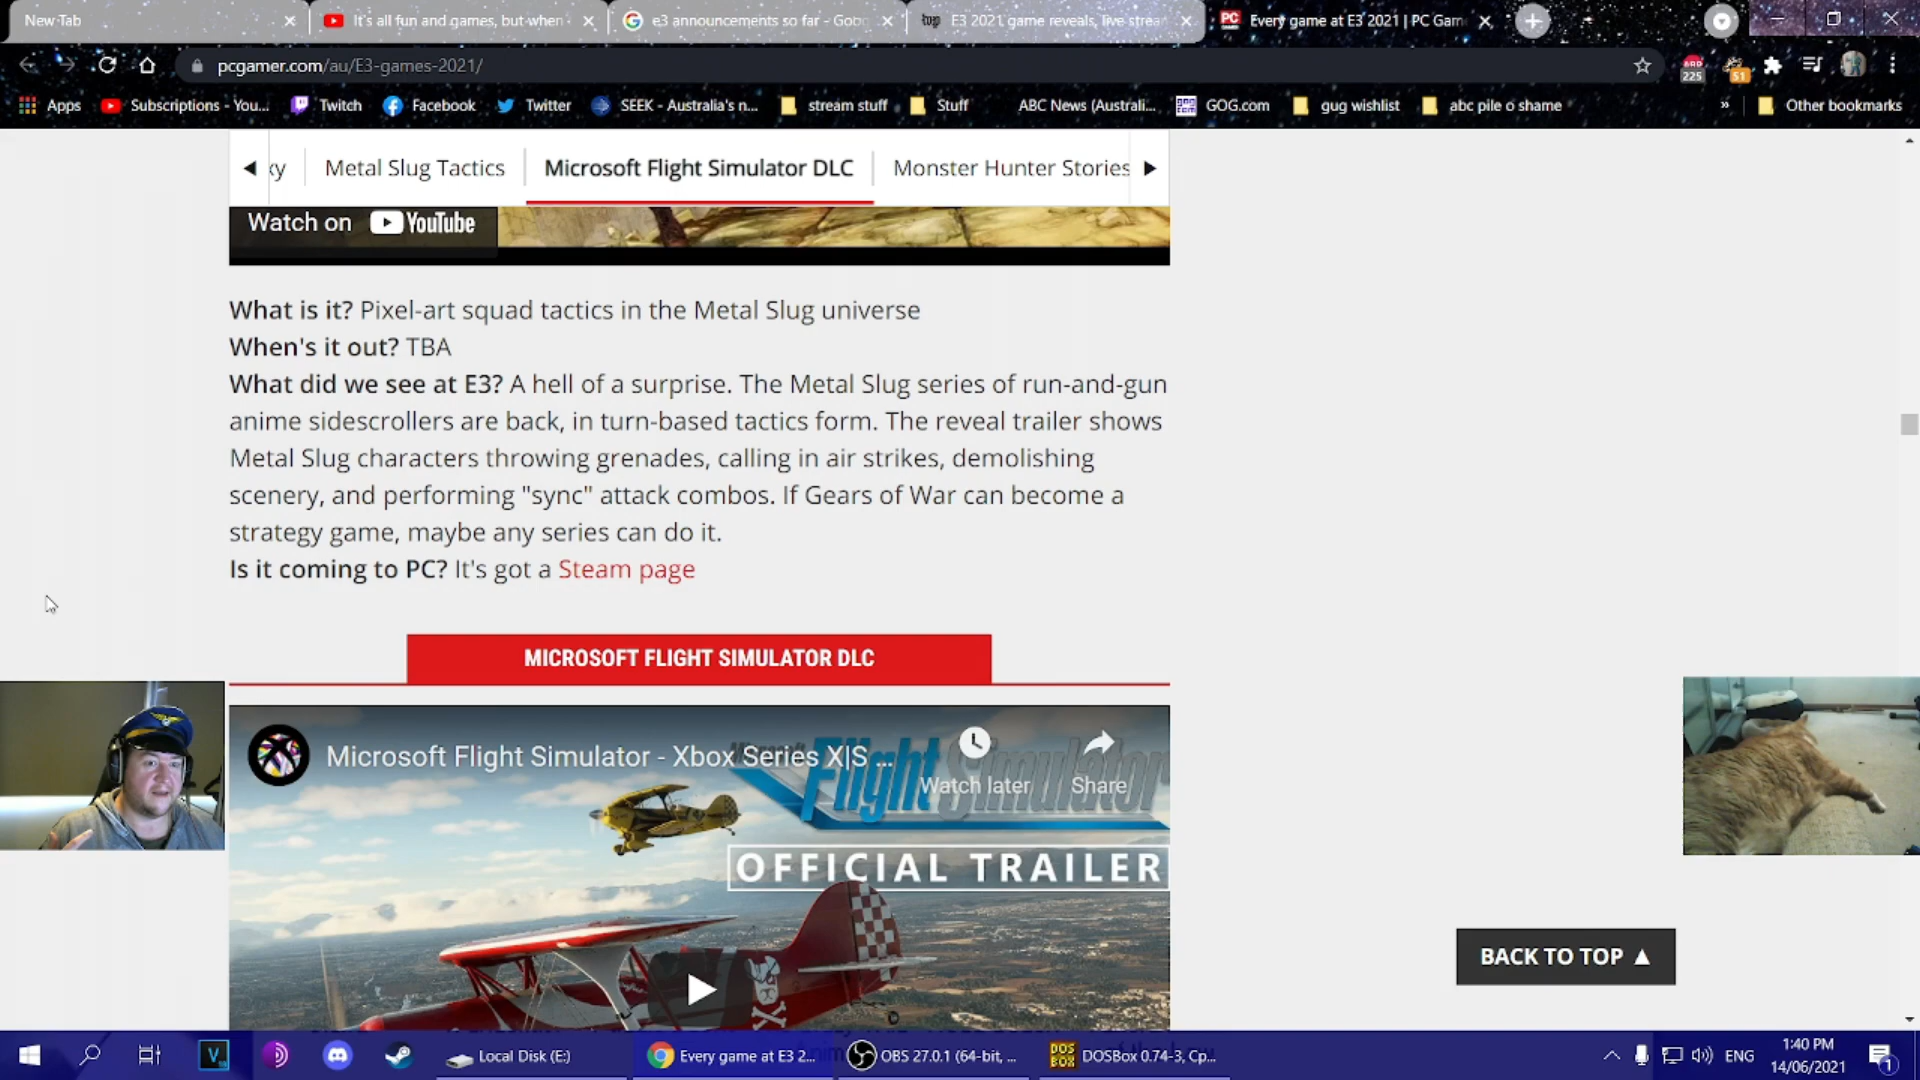 New Tab
It's all fun and games, but when
e3 announcements so far - Goog
tvp E3 2021 game reveals, live strea
PC GAMER Every game at E3 2021 | PC Gam
pcgamer.com/au/E3-games-2021/
225
51
Apps
Subscriptions - You...
Twitch
Facebook
Twitter
SEEK - Australia's n...
stream stuff
Stuff
ABC News (Australi...
GOG.com
gug wishlist
abc pile o shame
»
Other bookmarks
xy
Metal Slug Tactics
Microsoft Flight Simulator DLC
Monster Hunter Stories
Watch on YouTube
What is it? Pixel-art squad tactics in the Metal Slug universe
When's it out? TBA
What did we see at E3? A hell of a surprise. The Metal Slug series of run-and-gun
anime sidescrollers are back, in turn-based tactics form. The reveal trailer shows
Metal Slug characters throwing grenades, calling in air strikes, demolishing
scenery, and performing "sync" attack combos. If Gears of War can become a
strategy game, maybe any series can do it.
Is it coming to PC? It's got a Steam page
MICROSOFT FLIGHT SIMULATOR DLC
Microsoft Flight Simulator - Xbox Series X|S ...
Watch later
Share
Flight Simulator
OFFICIAL TRAILER
BACK TO TOP ▲
Local Disk (E:)
Every game at E3 2...
OBS 27.0.1 (64-bit, ...
DOS BOX
DOSBox 0.74-3, Cp...
ENG
1:40 PM
14/06/2021
1